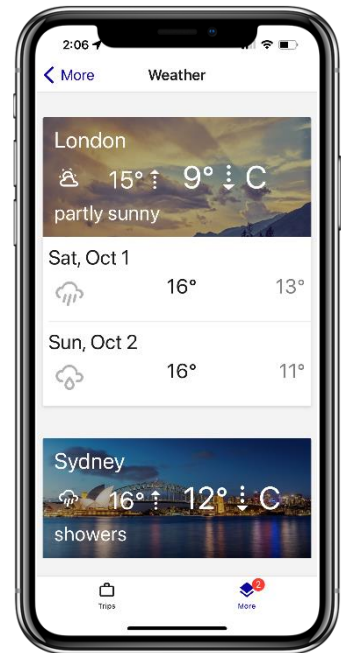 2:06
More Weather
London
15° 9° C
partly sunny
Sat, Oct 1
16° 13°
Sun, Oct 2
16° 11°
Sydney
16° 12° C
showers
2
Trips More